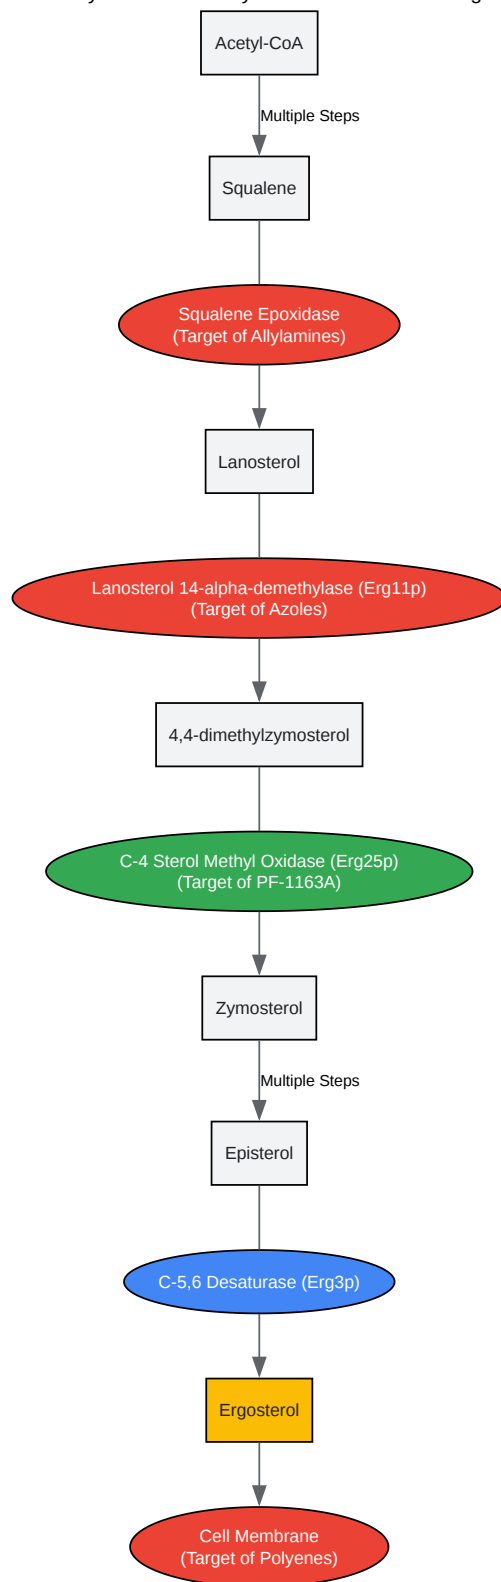 Acetyl-CoA
Multiple Steps
Squalene
Squalene Epoxidase
(Target of Allylamines)
Lanosterol
Lanosterol 14-alpha-demethylase (Erg11p)
(Target of Azoles)
4,4-dimethylzymosterol
C-4 Sterol Methyl Oxidase (Erg25p)
(Target of PF-1163A)
Zymosterol
Multiple Steps
Episterol
C-5,6 Desaturase (Erg3p)
Ergosterol
Cell Membrane
(Target of Polyenes)